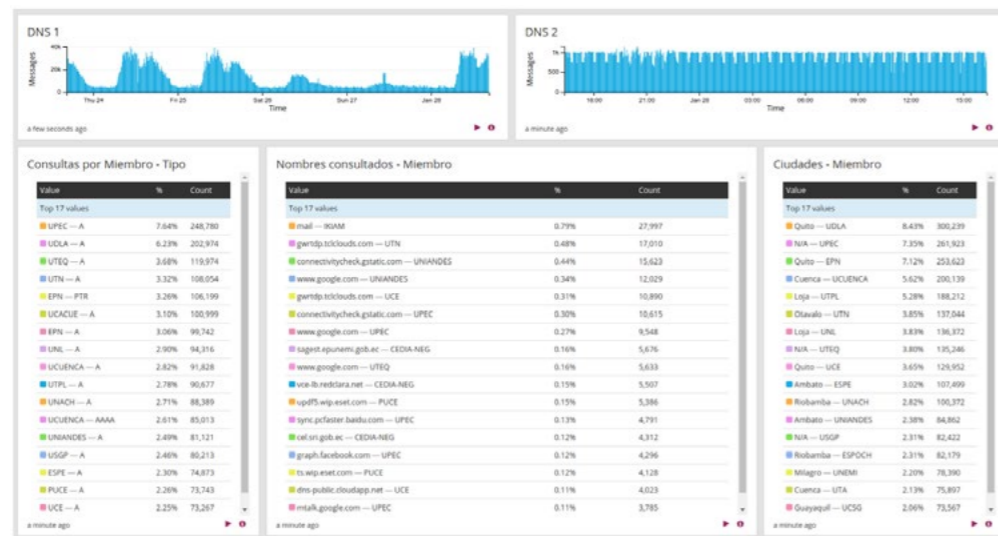 DNS 1
40k
20k
0
Messages
Thu 24
Fri 25
Sat 26
Sun 27
Jan 28
Time
a few seconds ago
DNS 2
1k
500
0
Messages
18:00
21:00
Jan 28
03:00
06:00
09:00
12:00
15:00
Time
a minute ago
Consultas por Miembro - Tipo
Value % Count
Top 17 values
UPEC — A 7.64% 248,780
UDLA — A 6.23% 202,974
UTEQ — A 3.68% 119,974
UTN — A 3.32% 108,054
EPN — PTR 3.26% 106,199
UCACUE — A 3.10% 100,999
EPN — A 3.06% 99,742
UNL — A 2.90% 94,316
UCUENCA — A 2.82% 91,828
UTPL — A 2.78% 90,677
UNACH — A 2.71% 88,389
UCUENCA — AAAA 2.61% 85,013
UNIANDES — A 2.49% 81,121
USGP — A 2.46% 80,213
ESPE — A 2.30% 74,873
PUCE — A 2.26% 73,743
UCE — A 2.25% 73,267
a minute ago
Nombres consultados - Miembro
Value % Count
Top 17 values
mail — IKIAM 0.79% 27,997
gwrtdp.tclclouds.com — UTN 0.48% 17,010
connectivitycheck.gstatic.com — UNIANDES 0.44% 15,623
www.google.com — UNIANDES 0.34% 12,029
gwrtdp.tclclouds.com — UCE 0.31% 10,890
connectivitycheck.gstatic.com — UPEC 0.30% 10,615
www.google.com — UPEC 0.27% 9,548
sagest.epunemi.gob.ec — CEDIA-NEG 0.16% 5,676
www.google.com — UTEQ 0.16% 5,633
vce-lb.redclara.net — CEDIA-NEG 0.15% 5,507
updf5.wip.eset.com — PUCE 0.15% 5,386
sync.pcfaster.baidu.com — UPEC 0.13% 4,791
cel.sri.gob.ec — CEDIA-NEG 0.12% 4,312
graph.facebook.com — UPEC 0.12% 4,296
ts.wip.eset.com — PUCE 0.12% 4,128
dns-public.cloudapp.net — UCE 0.11% 4,023
mtalk.google.com — UPEC 0.11% 3,785
a minute ago
Ciudades - Miembro
Value % Count
Top 17 values
Quito — UDLA 8.43% 300,239
N/A — UPEC 7.35% 261,923
Quito — EPN 7.12% 253,623
Cuenca — UCUENCA 5.62% 200,139
Loja — UTPL 5.28% 188,212
Otavalo — UTN 3.85% 137,044
Loja — UNL 3.83% 136,372
N/A — UTEQ 3.80% 135,246
Quito — UCE 3.65% 129,952
Ambato — ESPE 3.02% 107,499
Riobamba — UNACH 2.82% 100,372
Ambato — UNIANDES 2.38% 84,862
N/A — USGP 2.31% 82,422
Riobamba — ESPOCH 2.31% 82,179
Milagro — UNEMI 2.20% 78,390
Cuenca — UTA 2.13% 75,897
Guayaquil — UCSG 2.06% 73,567
a minute ago